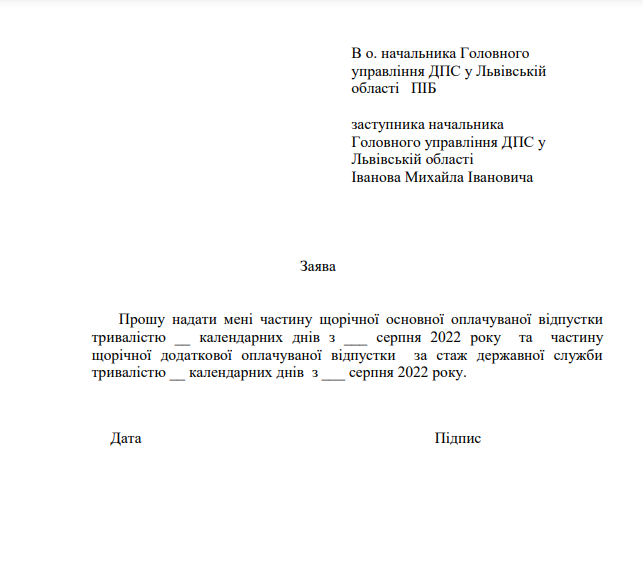 В о. начальника Головного
управління ДПС у Львівській
області ПІБ
заступника начальника
Головного управління ДПС у
Львівській області
Іванова Михайла Івановича
Заява
Прошу надати мені частину щорічної основної оплачуваної відпустки
тривалістю __ календарних днів з ___ серпня 2022 року та частину
щорічної додаткової оплачуваної відпустки за стаж державної служби
тривалістю __ календарних днів з ___ серпня 2022 року.
Дата Підпис